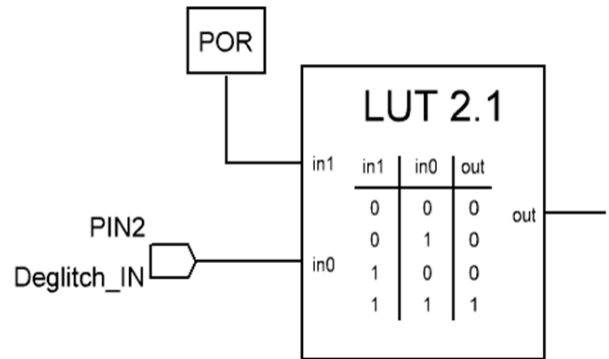 POR
LUT 2.1
in1
in1 in0 out
0 0 0
0 1 0
1 0 0
1 1 1
out
PIN2
Deglitch_IN
in0